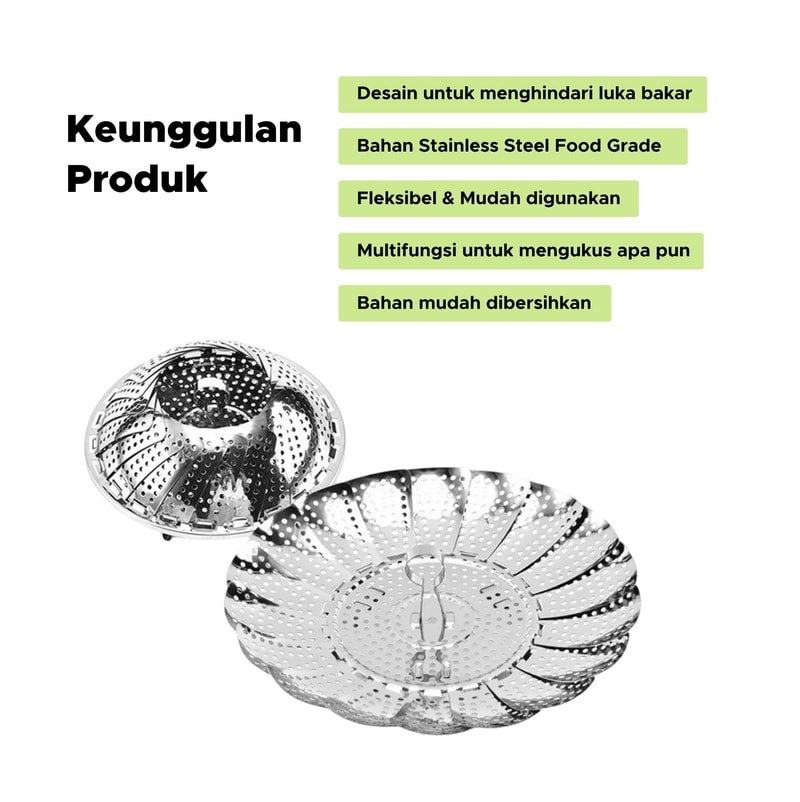 Keunggulan
Produk
Desain untuk menghindari luka bakar
Bahan Stainless Steel Food Grade
Fleksibel & Mudah digunakan
Multifungsi untuk mengukus apa pun
Bahan mudah dibersihkan